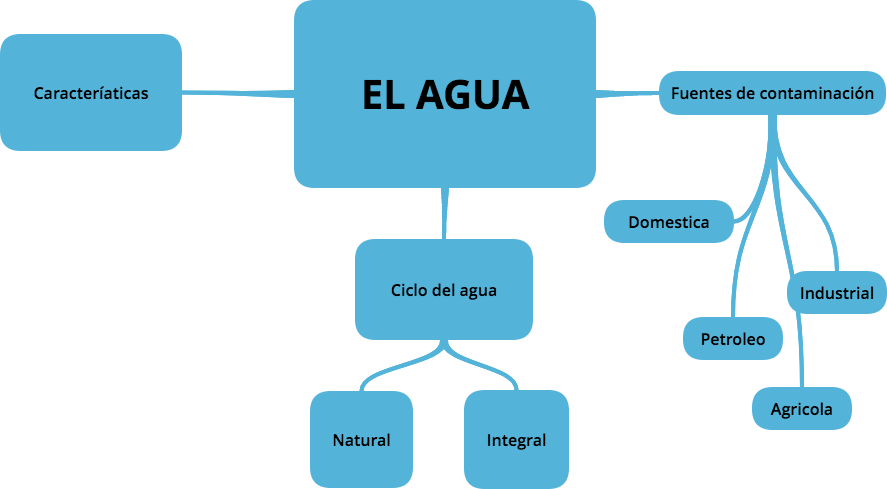 EL AGUA
Caracteríaticas
Fuentes de contaminación
Domestica
Industrial
Petroleo
Agricola
Ciclo del agua
Natural
Integral